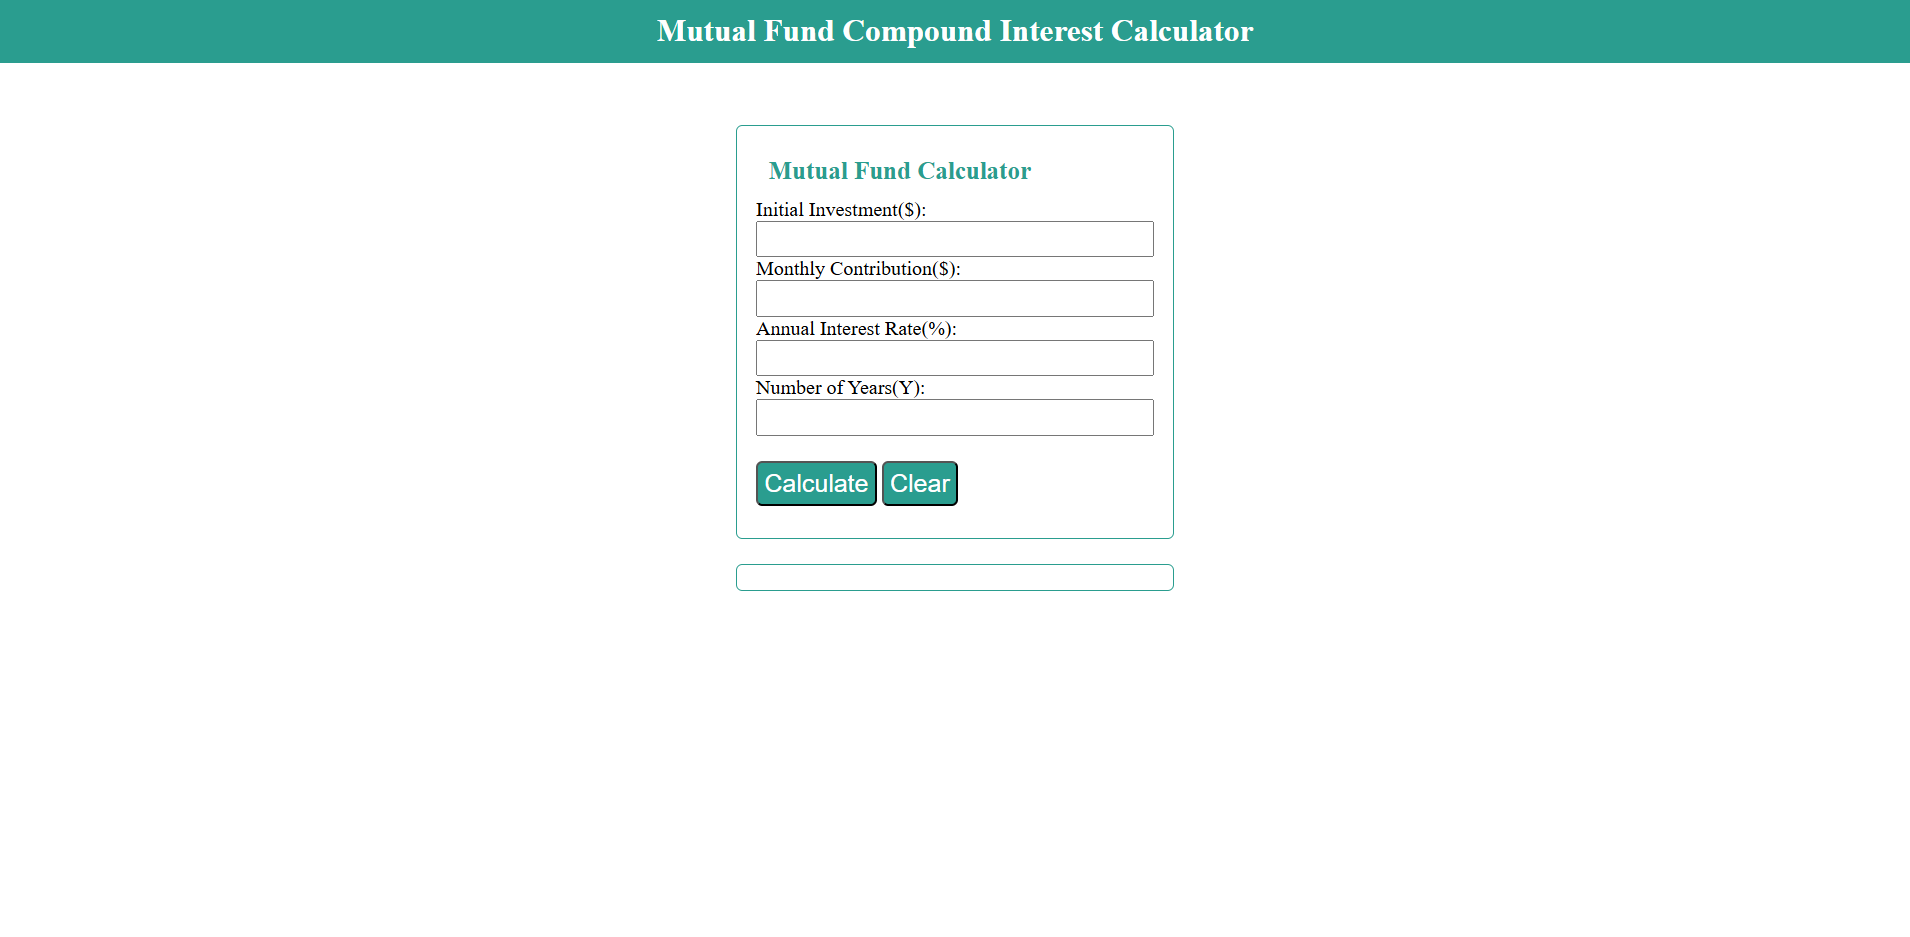 Mutual Fund Compound Interest Calculator
Mutual Fund Calculator
Initial Investment($):
Monthly Contribution($):
Annual Interest Rate(%):
Number of Years(Y):
Calculate Clear